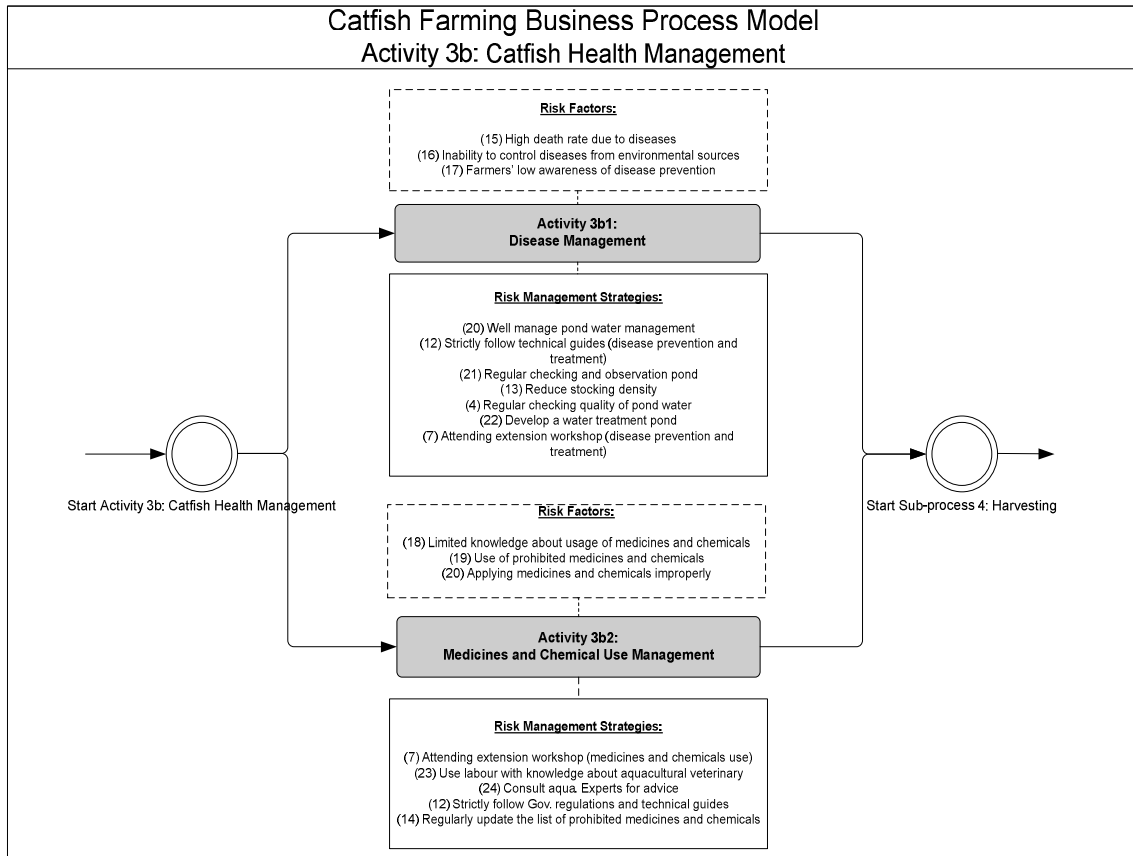 Catfish Farming Business Process Model
Activity 3b: Catfish Health Management
Risk Factors:
(15) High death rate due to diseases
(16) Inability to control diseases from environmental sources
(17) Farmers' low awareness of disease prevention
Activity 3b1:
Disease Management
Risk Management Strategies:
(20) Well manage pond water management
(12) Strictly follow technical guides (disease prevention and
treatment)
(21) Regular checking and observation pond
(13) Reduce stocking density
(4) Regular checking quality of pond water
(22) Develop a water treatment pond
(7) Attending extension workshop (disease prevention and
treatment)
Start Activity 3b: Catfish Health Management
Start Sub-process 4: Harvesting
Risk Factors:
(18) Limited knowledge about usage of medicines and chemicals
(19) Use of prohibited medicines and chemicals
(20) Applying medicines and chemicals improperly
Activity 3b2:
Medicines and Chemical Use Management
Risk Management Strategies:
(7) Attending extension workshop (medicines and chemicals use)
(23) Use labour with knowledge about aquacultural veterinary
(24) Consult aqua. Experts for advice
(12) Strictly follow Gov. regulations and technical guides
(14) Regularly update the list of prohibited medicines and chemicals